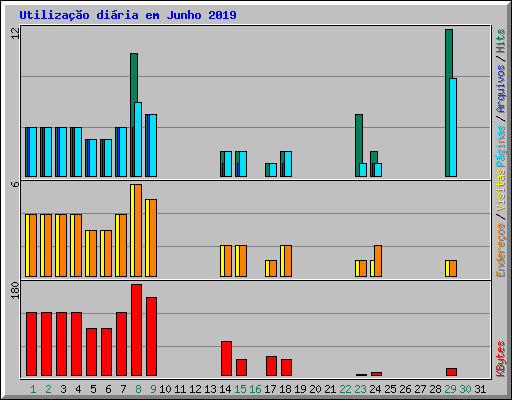 Utilização diária em Junho 2019
12
6
180
Endereços / Visitas Páginas / Arquivos / Hits
KBytes
1 2 3 4 5 6 7 8 9 10 11 12 13 14 15 16 17 18 19 20 21 22 23 24 25 26 27 28 29 30 31